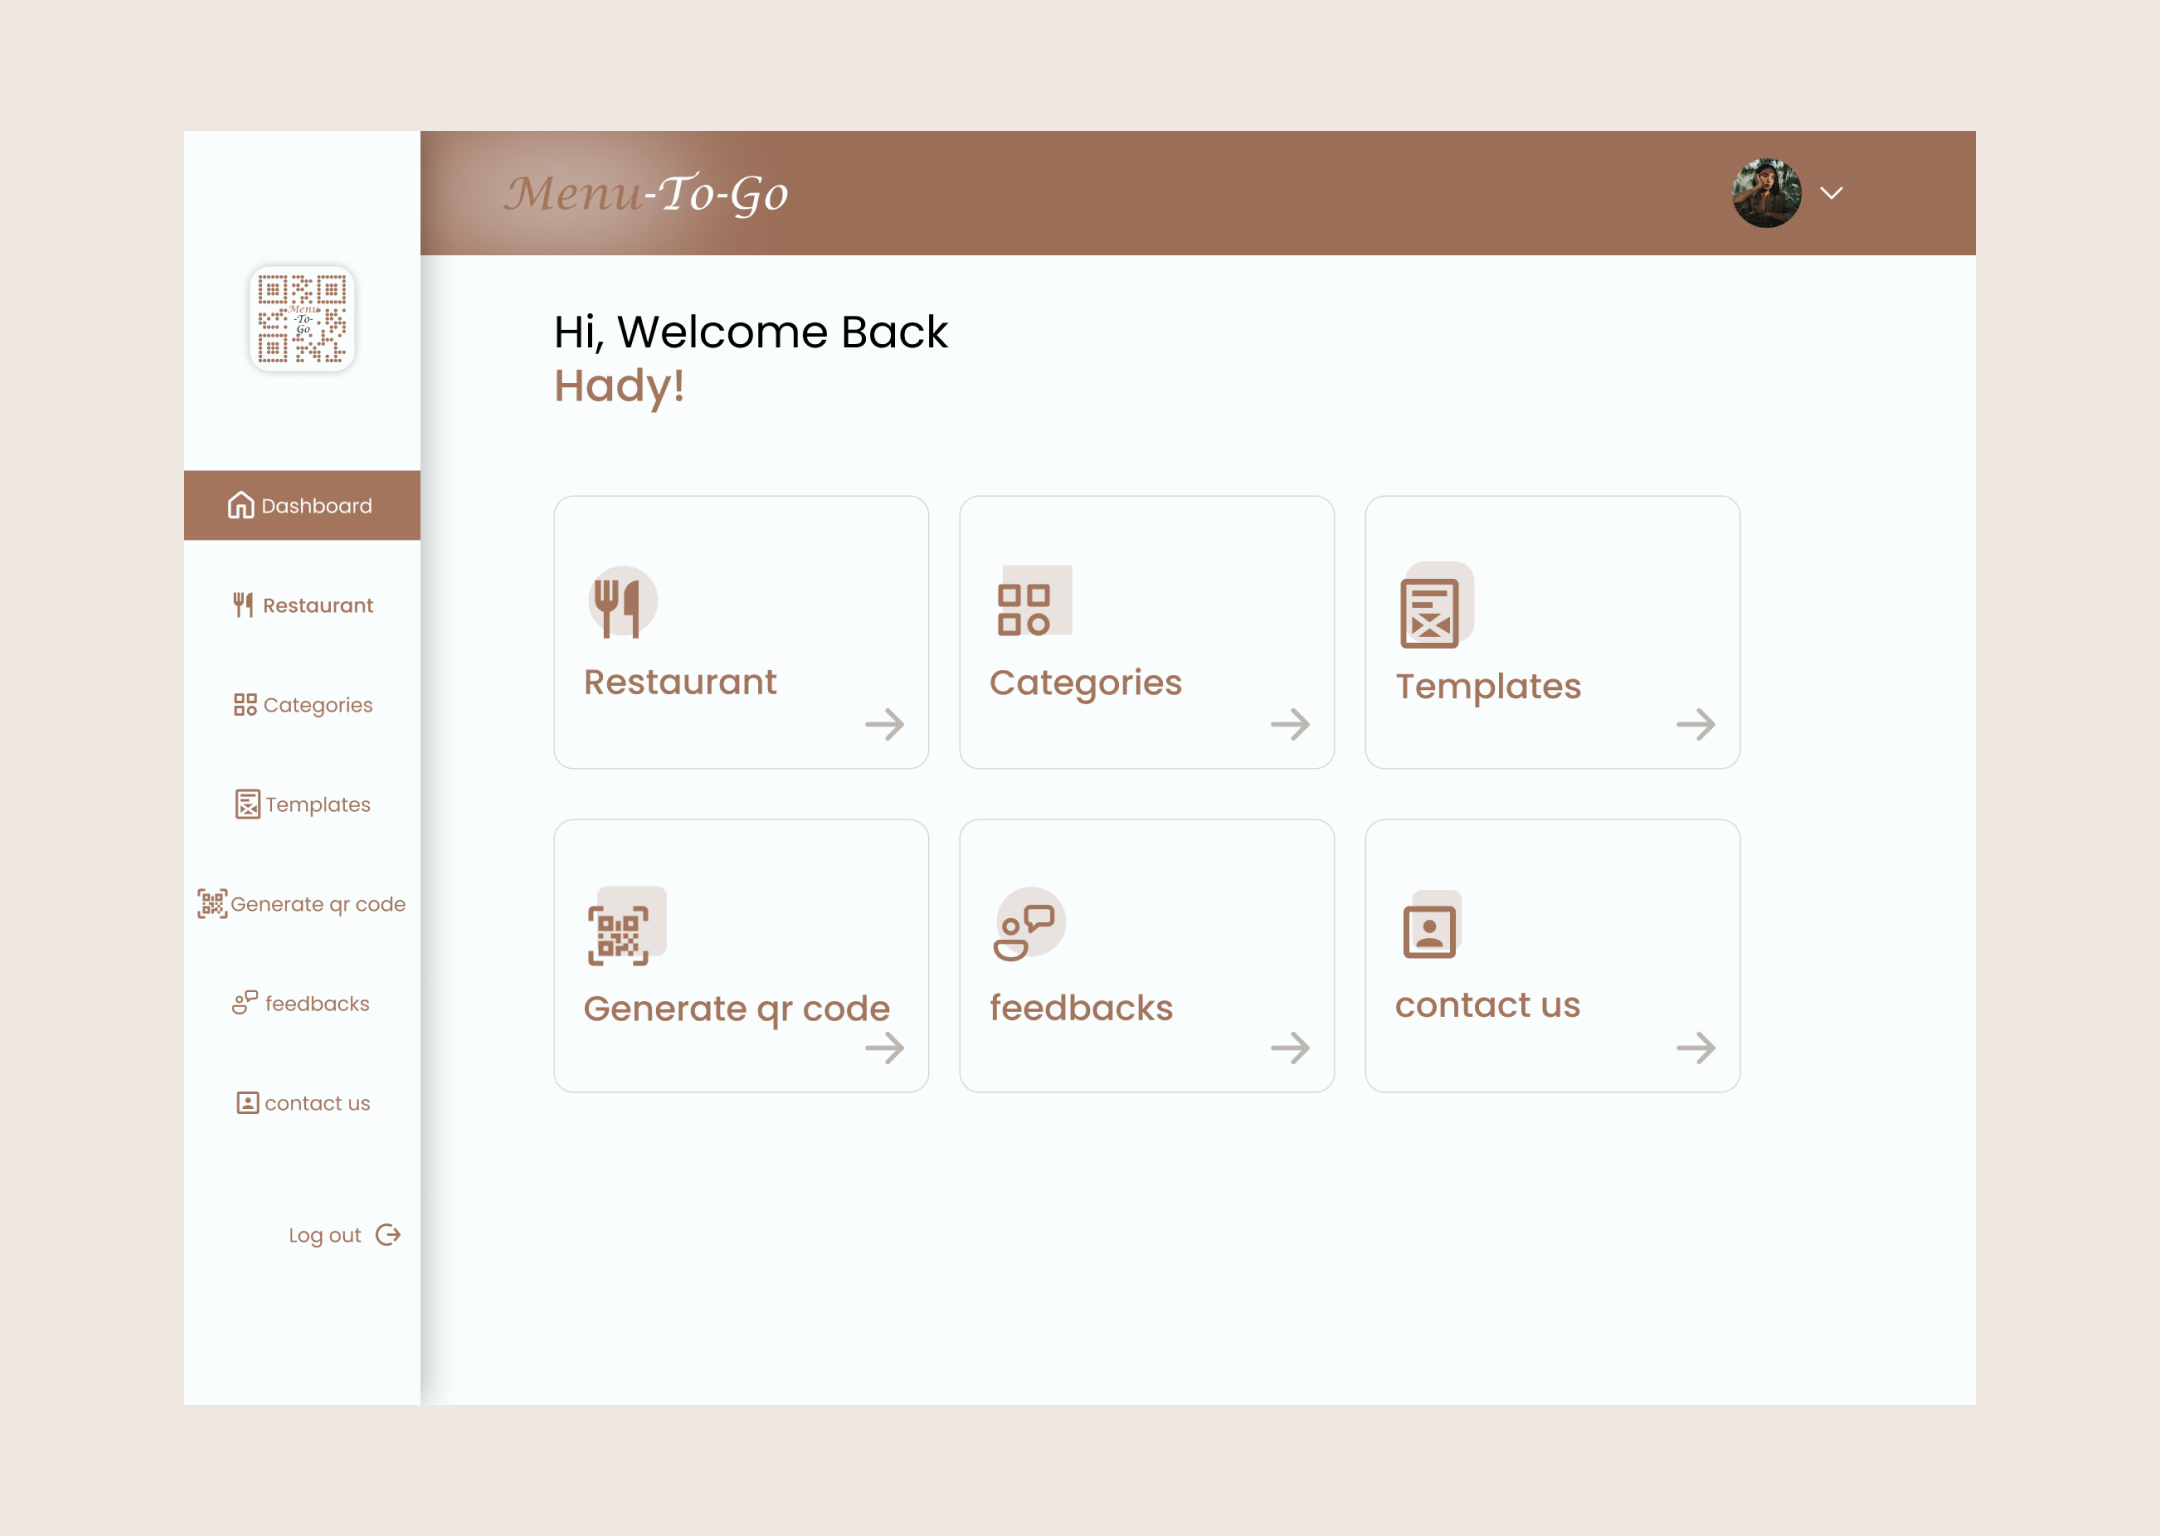 Menu-To-Go
Menu
-To-
Go
Dashboard
Restaurant
Categories
Templates
Generate qr code
feedbacks
contact us
Log out
Hi, Welcome Back
Hady!
Restaurant
Categories
Templates
Generate qr code
feedbacks
contact us